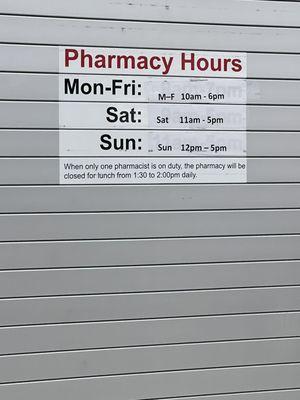 Pharmacy Hours
Mon-Fri: M–F 10am - 6pm
Sat: Sat 11am - 5pm
Sun: Sun 12pm – 5pm
When only one pharmacist is on duty, the pharmacy will be
closed for lunch from 1:30 to 2:00pm daily.